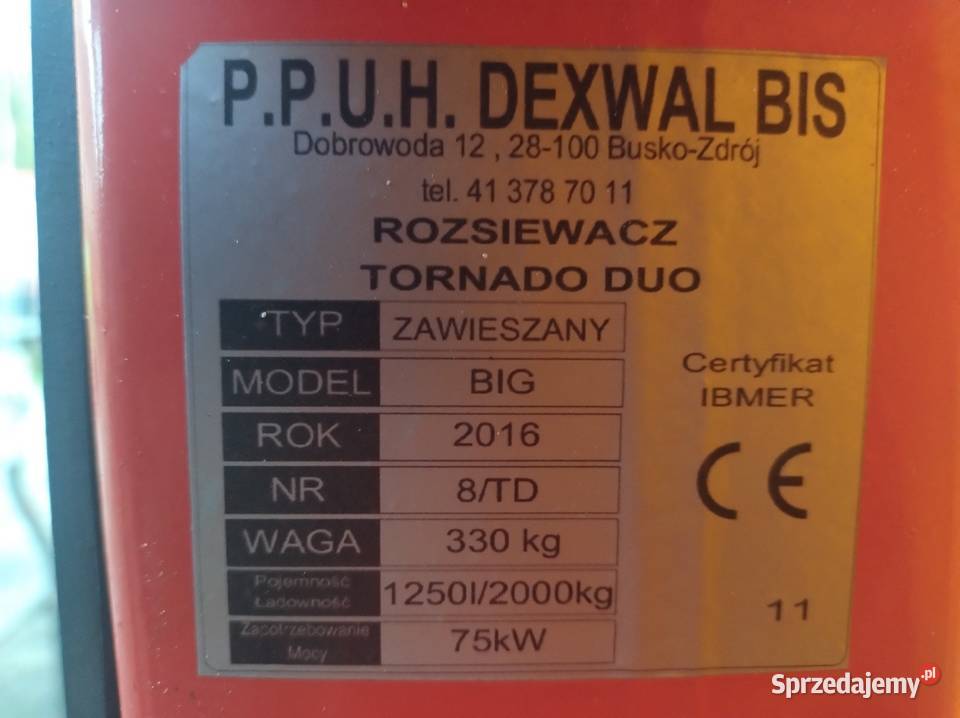 P.P.U.H. DEXWAL BIS
Dobrowoda 12 , 28-100 Busko-Zdrój
tel. 41 378 70 11
ROZSIEWACZ
TORNADO DUO
TYP ZAWIESZANY
MODEL BIG
ROK 2016
NR 8/TD
WAGA 330 kg
Pojemność
Ładowność 1250l/2000kg
Zapotrzebowanie
Mocy 75kW
Certyfikat
IBMER
CE
11
Sprzedajemy.pl